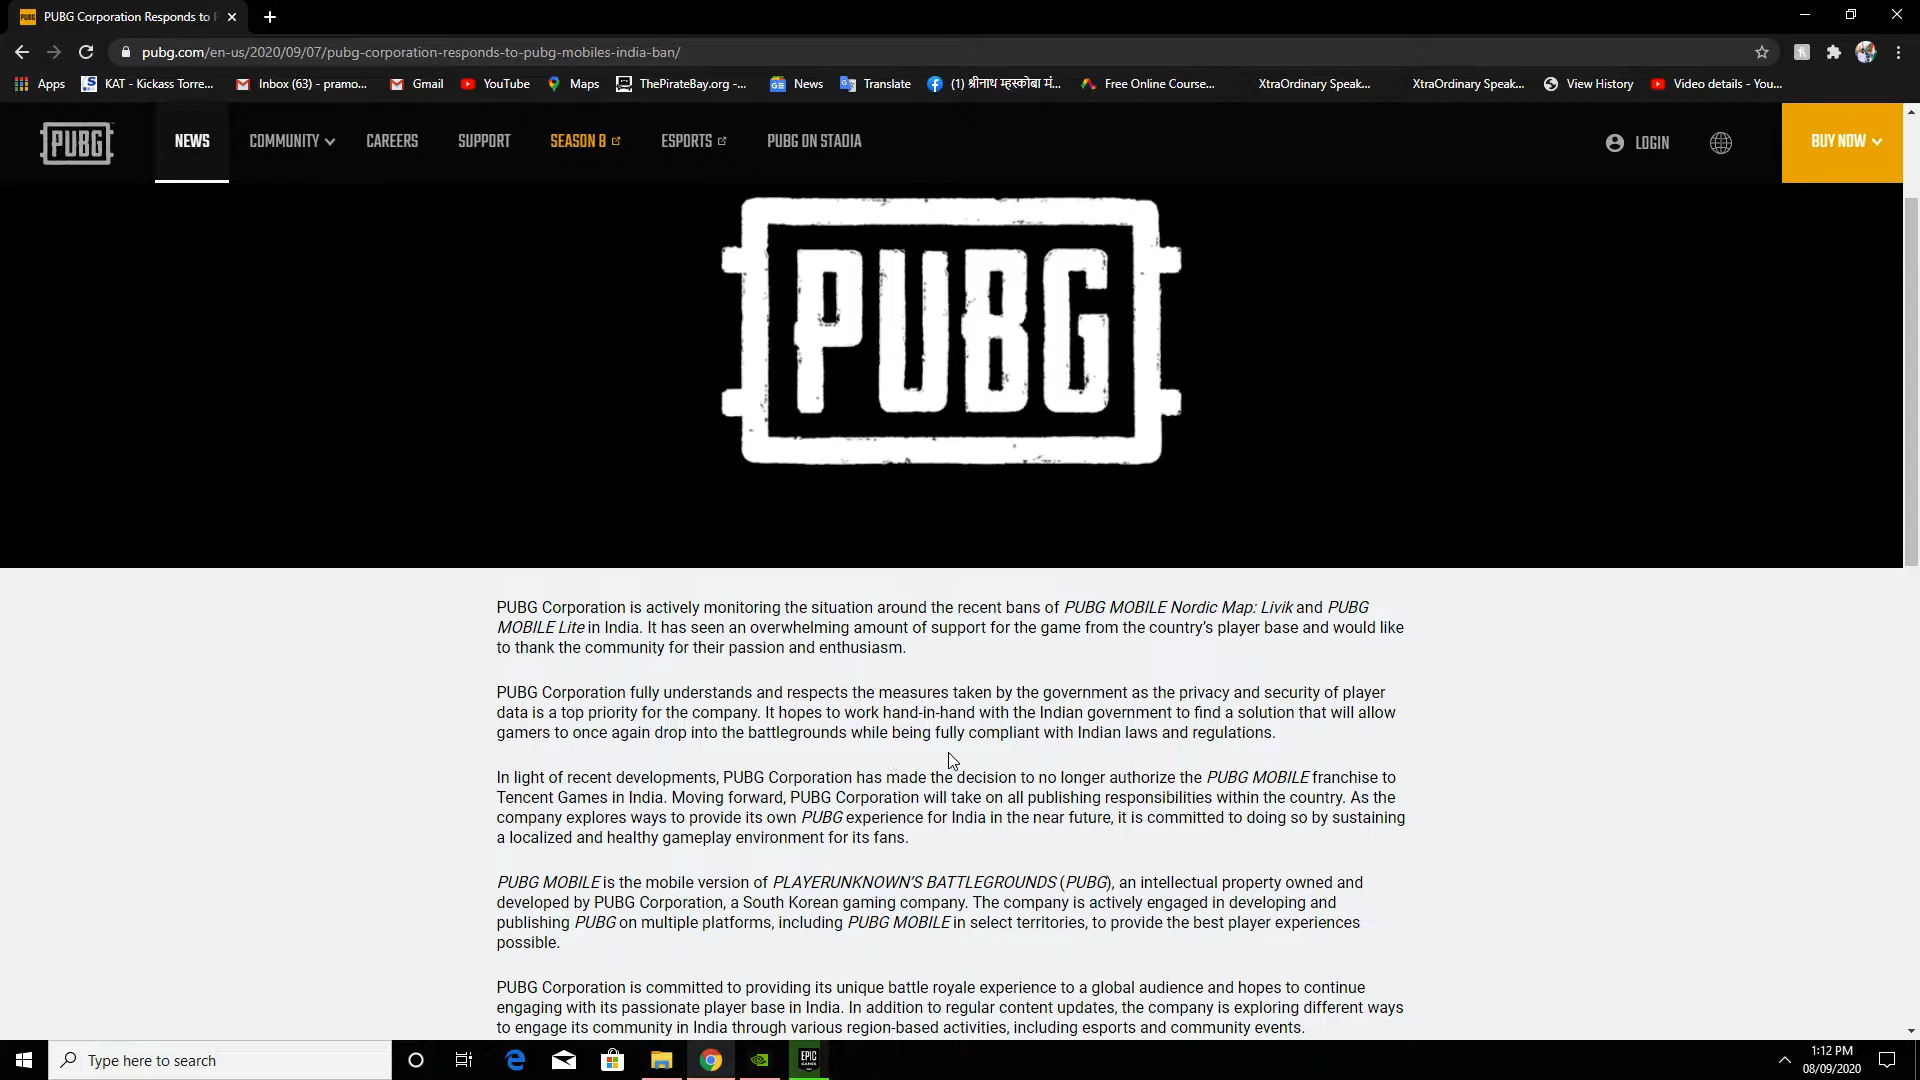 PUBG Corporation Responds to P
pubg.com/en-us/2020/09/07/pubg-corporation-responds-to-pubg-mobiles-india-ban/
Apps KAT - Kickass Torre... Inbox (63) - pramo... Gmail YouTube Maps ThePirateBay.org -... News Translate (1) श्रीनाथ म्हस्कोबा मं... Free Online Course... XtraOrdinary Speak... XtraOrdinary Speak... View History Video details - You...
PUBG NEWS COMMUNITY CAREERS SUPPORT SEASON 8 ESPORTS PUBG ON STADIA LOGIN BUY NOW
PUBG
PUBG Corporation is actively monitoring the situation around the recent bans of PUBG MOBILE Nordic Map: Livik and PUBG
MOBILE Lite in India. It has seen an overwhelming amount of support for the game from the country's player base and would like
to thank the community for their passion and enthusiasm.
PUBG Corporation fully understands and respects the measures taken by the government as the privacy and security of player
data is a top priority for the company. It hopes to work hand-in-hand with the Indian government to find a solution that will allow
gamers to once again drop into the battlegrounds while being fully compliant with Indian laws and regulations.
In light of recent developments, PUBG Corporation has made the decision to no longer authorize the PUBG MOBILE franchise to
Tencent Games in India. Moving forward, PUBG Corporation will take on all publishing responsibilities within the country. As the
company explores ways to provide its own PUBG experience for India in the near future, it is committed to doing so by sustaining
a localized and healthy gameplay environment for its fans.
PUBG MOBILE is the mobile version of PLAYERUNKNOWN'S BATTLEGROUNDS (PUBG), an intellectual property owned and
developed by PUBG Corporation, a South Korean gaming company. The company is actively engaged in developing and
publishing PUBG on multiple platforms, including PUBG MOBILE in select territories, to provide the best player experiences
possible.
PUBG Corporation is committed to providing its unique battle royale experience to a global audience and hopes to continue
engaging with its passionate player base in India. In addition to regular content updates, the company is exploring different ways
to engage its community in India through various region-based activities, including esports and community events.
Type here to search
EPIC
GAMES
1:12 PM
08/09/2020